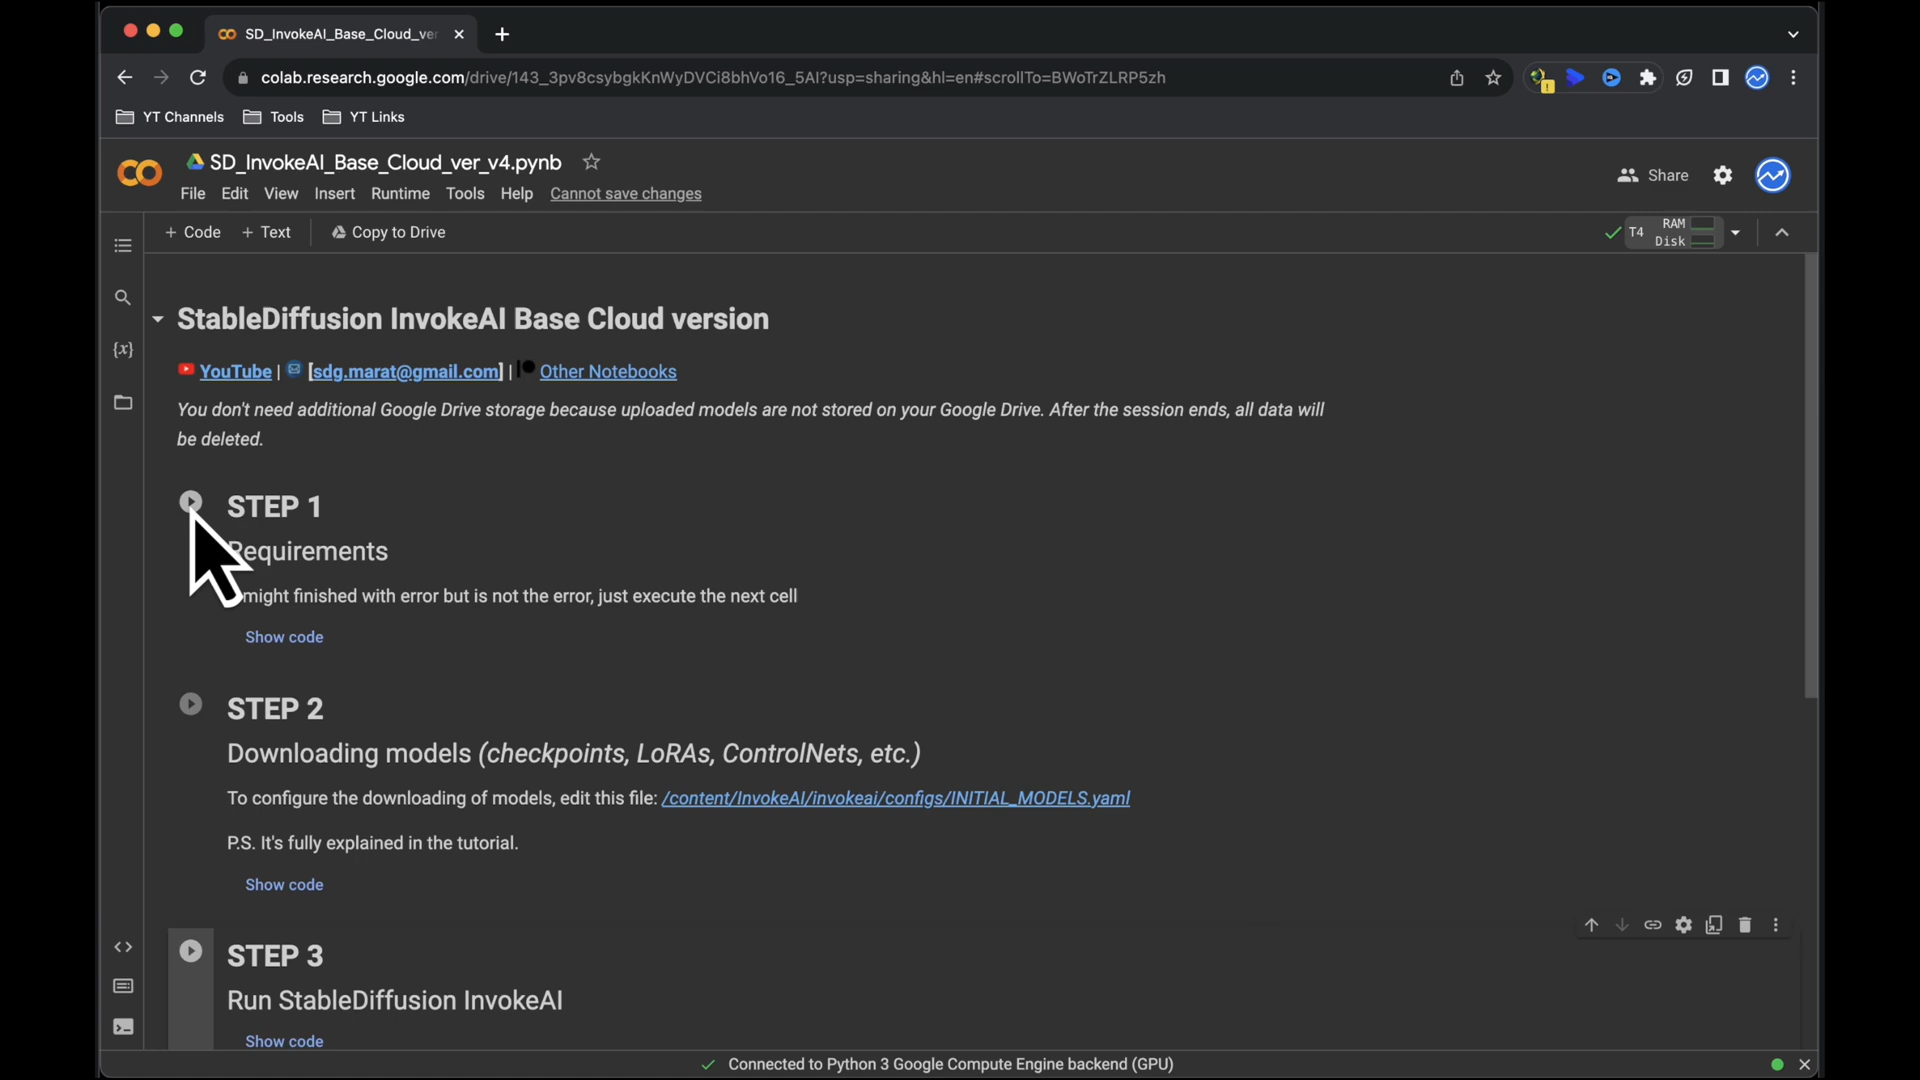 SD_InvokeAI_Base_Cloud_ver
colab.research.google.com/drive/143_3pv8csybgkKnWyDVCi8bhVo16_5AI?usp=sharing&hl=en#scrollTo=BWoTrZLRP5zh
YT Channels Tools YT Links
SD_InvokeAI_Base_Cloud_ver_v4.pynb
Share
File Edit View Insert Runtime Tools Help Cannot save changes
+ Code + Text Copy to Drive
T4 RAM
Disk
{x}
StableDiffusion InvokeAI Base Cloud version
YouTube | [sdg.marat@gmail.com] | Other Notebooks
You don't need additional Google Drive storage because uploaded models are not stored on your Google Drive. After the session ends, all data will
be deleted.
STEP 1
Requirements
might finished with error but is not the error, just execute the next cell
Show code
STEP 2
Downloading models (checkpoints, LoRAs, ControlNets, etc.)
To configure the downloading of models, edit this file: /content/InvokeAI/invokeai/configs/INITIAL_MODELS.yaml
P.S. It's fully explained in the tutorial.
Show code
STEP 3
Run StableDiffusion InvokeAI
Show code
Connected to Python 3 Google Compute Engine backend (GPU)